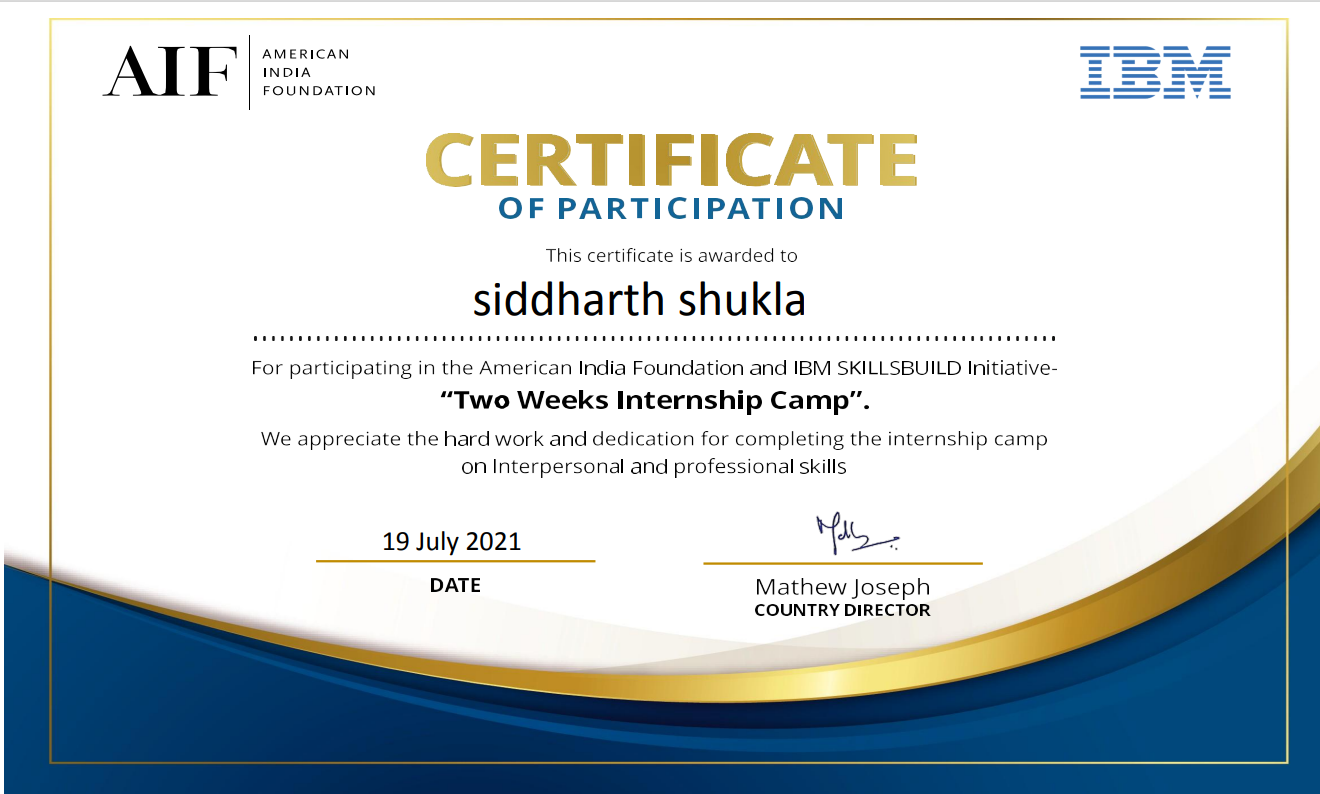 AIF
AMERICAN
INDIA
FOUNDATION
IBM
CERTIFICATE
OF PARTICIPATION
This certificate is awarded to
siddharth shukla
For participating in the American India Foundation and IBM SKILLSBUILD Initiative-
“Two Weeks Internship Camp”.
We appreciate the hard work and dedication for completing the internship camp
on Interpersonal and professional skills
19 July 2021
DATE
Mathew Joseph
COUNTRY DIRECTOR